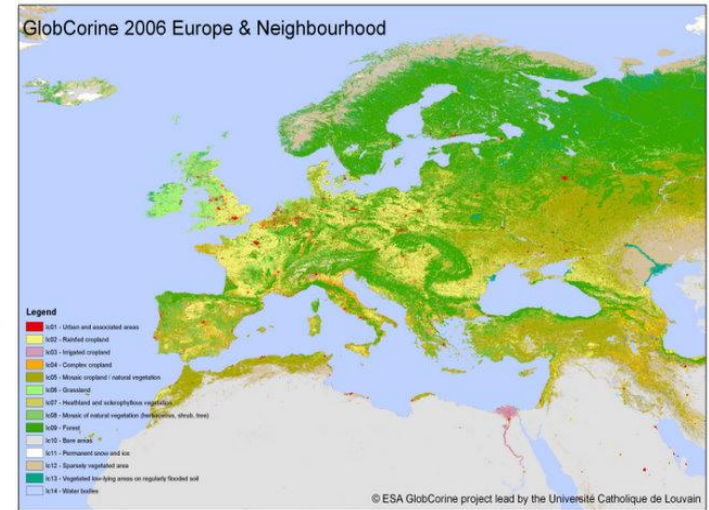 GlobCorine 2006 Europe & Neighbourhood
Legend
lc01 - Urban and associated areas
lc02 - Rainfed cropland
lc03 - Irrigated cropland
lc04 - Complex cropland
lc05 - Mosaic cropland / natural vegetation
lc06 - Grassland
lc07 - Heathland and sclerophyllous vegetation
lc08 - Mosaic of natural vegetation (herbaceous, shrub, tree)
lc09 - Forest
lc10 - Bare areas
lc11 - Permanent snow and ice
lc12 - Sparsely vegetated area
lc13 - Vegetated low-lying areas on regularly flooded soil
lc14 - Water bodies
© ESA GlobCorine project lead by the Université Catholique de Louvain